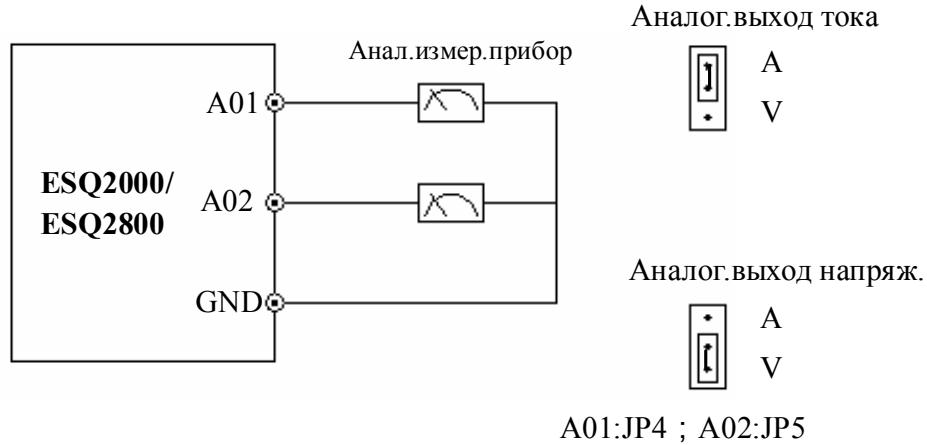 Аналог.выход тока
Анал.измер.прибор
A
V
A01
ESQ2000/
ESQ2800
A02
GND
Аналог.выход напряж.
A
V
A01:JP4 ; A02:JP5